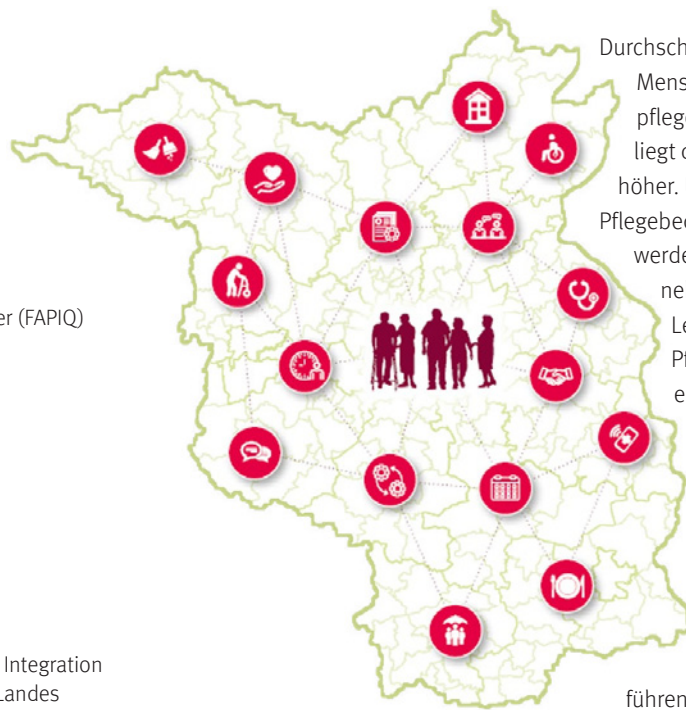 er (FAPIQ)
Integration
Landes
Durchsch
Mens
pflege
liegt d
höher.
Pflegebed
werde
ne
Le
Pf
e
führen